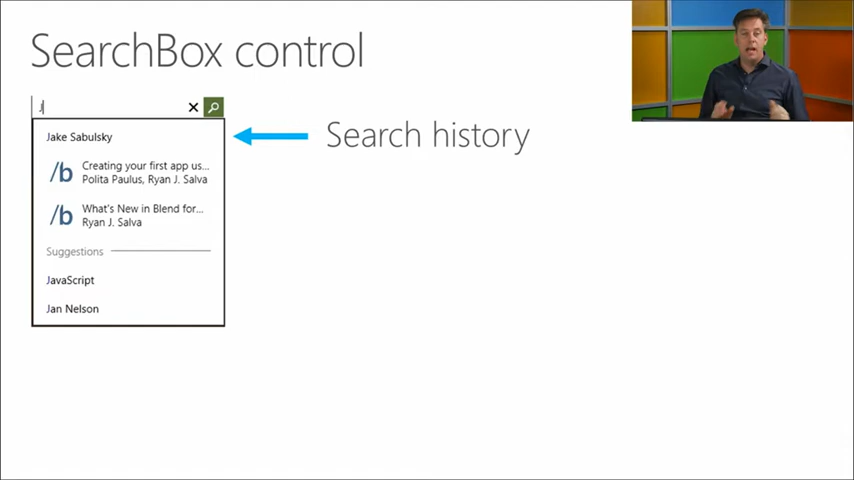 SearchBox control
J
Jake Sabulsky
Search history
/b
Creating your first app us...
Polita Paulus, Ryan J. Salva
/b
What's New in Blend for...
Ryan J. Salva
Suggestions
JavaScript
Jan Nelson